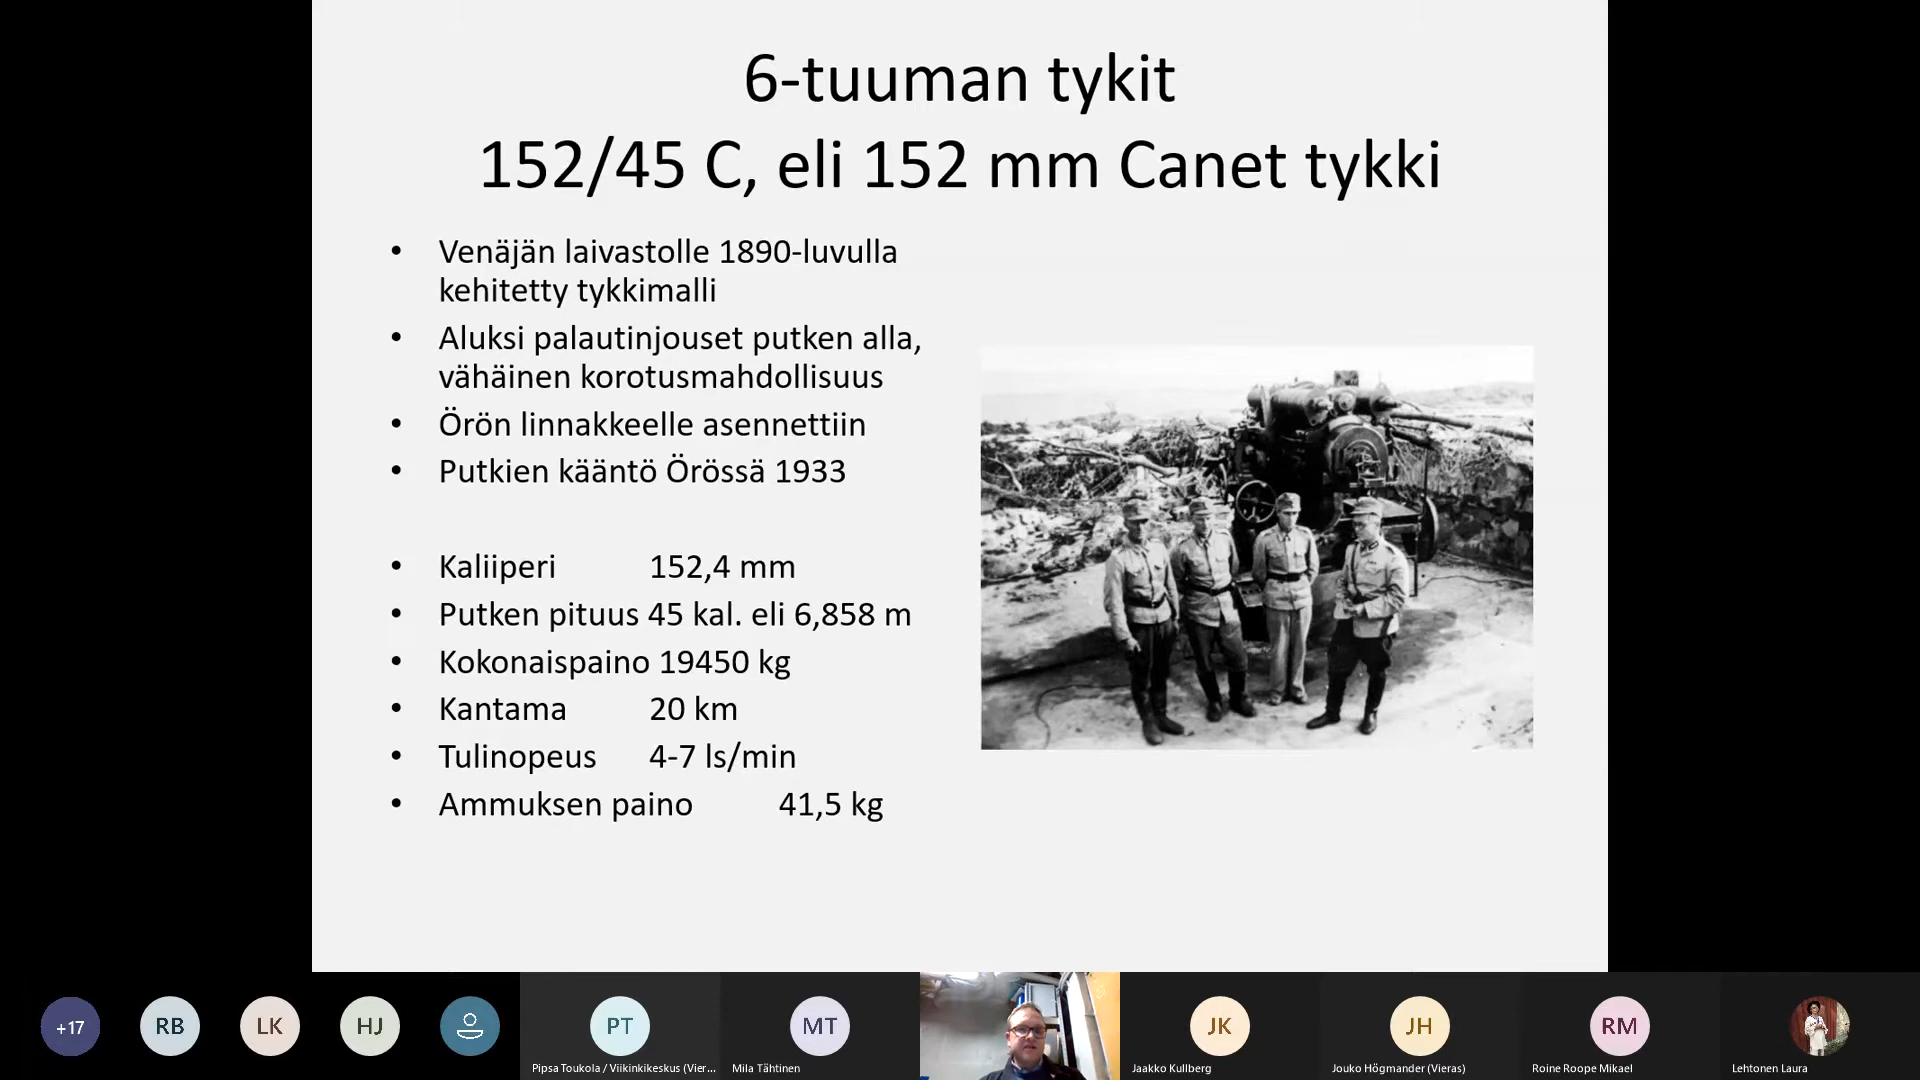 6-tuuman tykit
152/45 C, eli 152 mm Canet tykki
• Venäjän laivastolle 1890-luvulla
kehitetty tykkimalli
• Aluksi palautinjouset putken alla,
vähäinen korotusmahdollisuus
• Örön linnakkeelle asennettiin
• Putkien kääntö Örössä 1933
• Kaliiperi 152,4 mm
• Putken pituus 45 kal. eli 6,858 m
• Kokonaispaino 19450 kg
• Kantama 20 km
• Tulinopeus 4-7 ls/min
• Ammuksen paino 41,5 kg
+17
RB
LK
HJ
PT
Pipsa Toukola / Viikinkikeskus (Vier...
MT
Mila Tähtinen
JK
Jaakko Kullberg
JH
Jouko Högmander (Vieras)
RM
Roine Roope Mikael
Lehtonen Laura